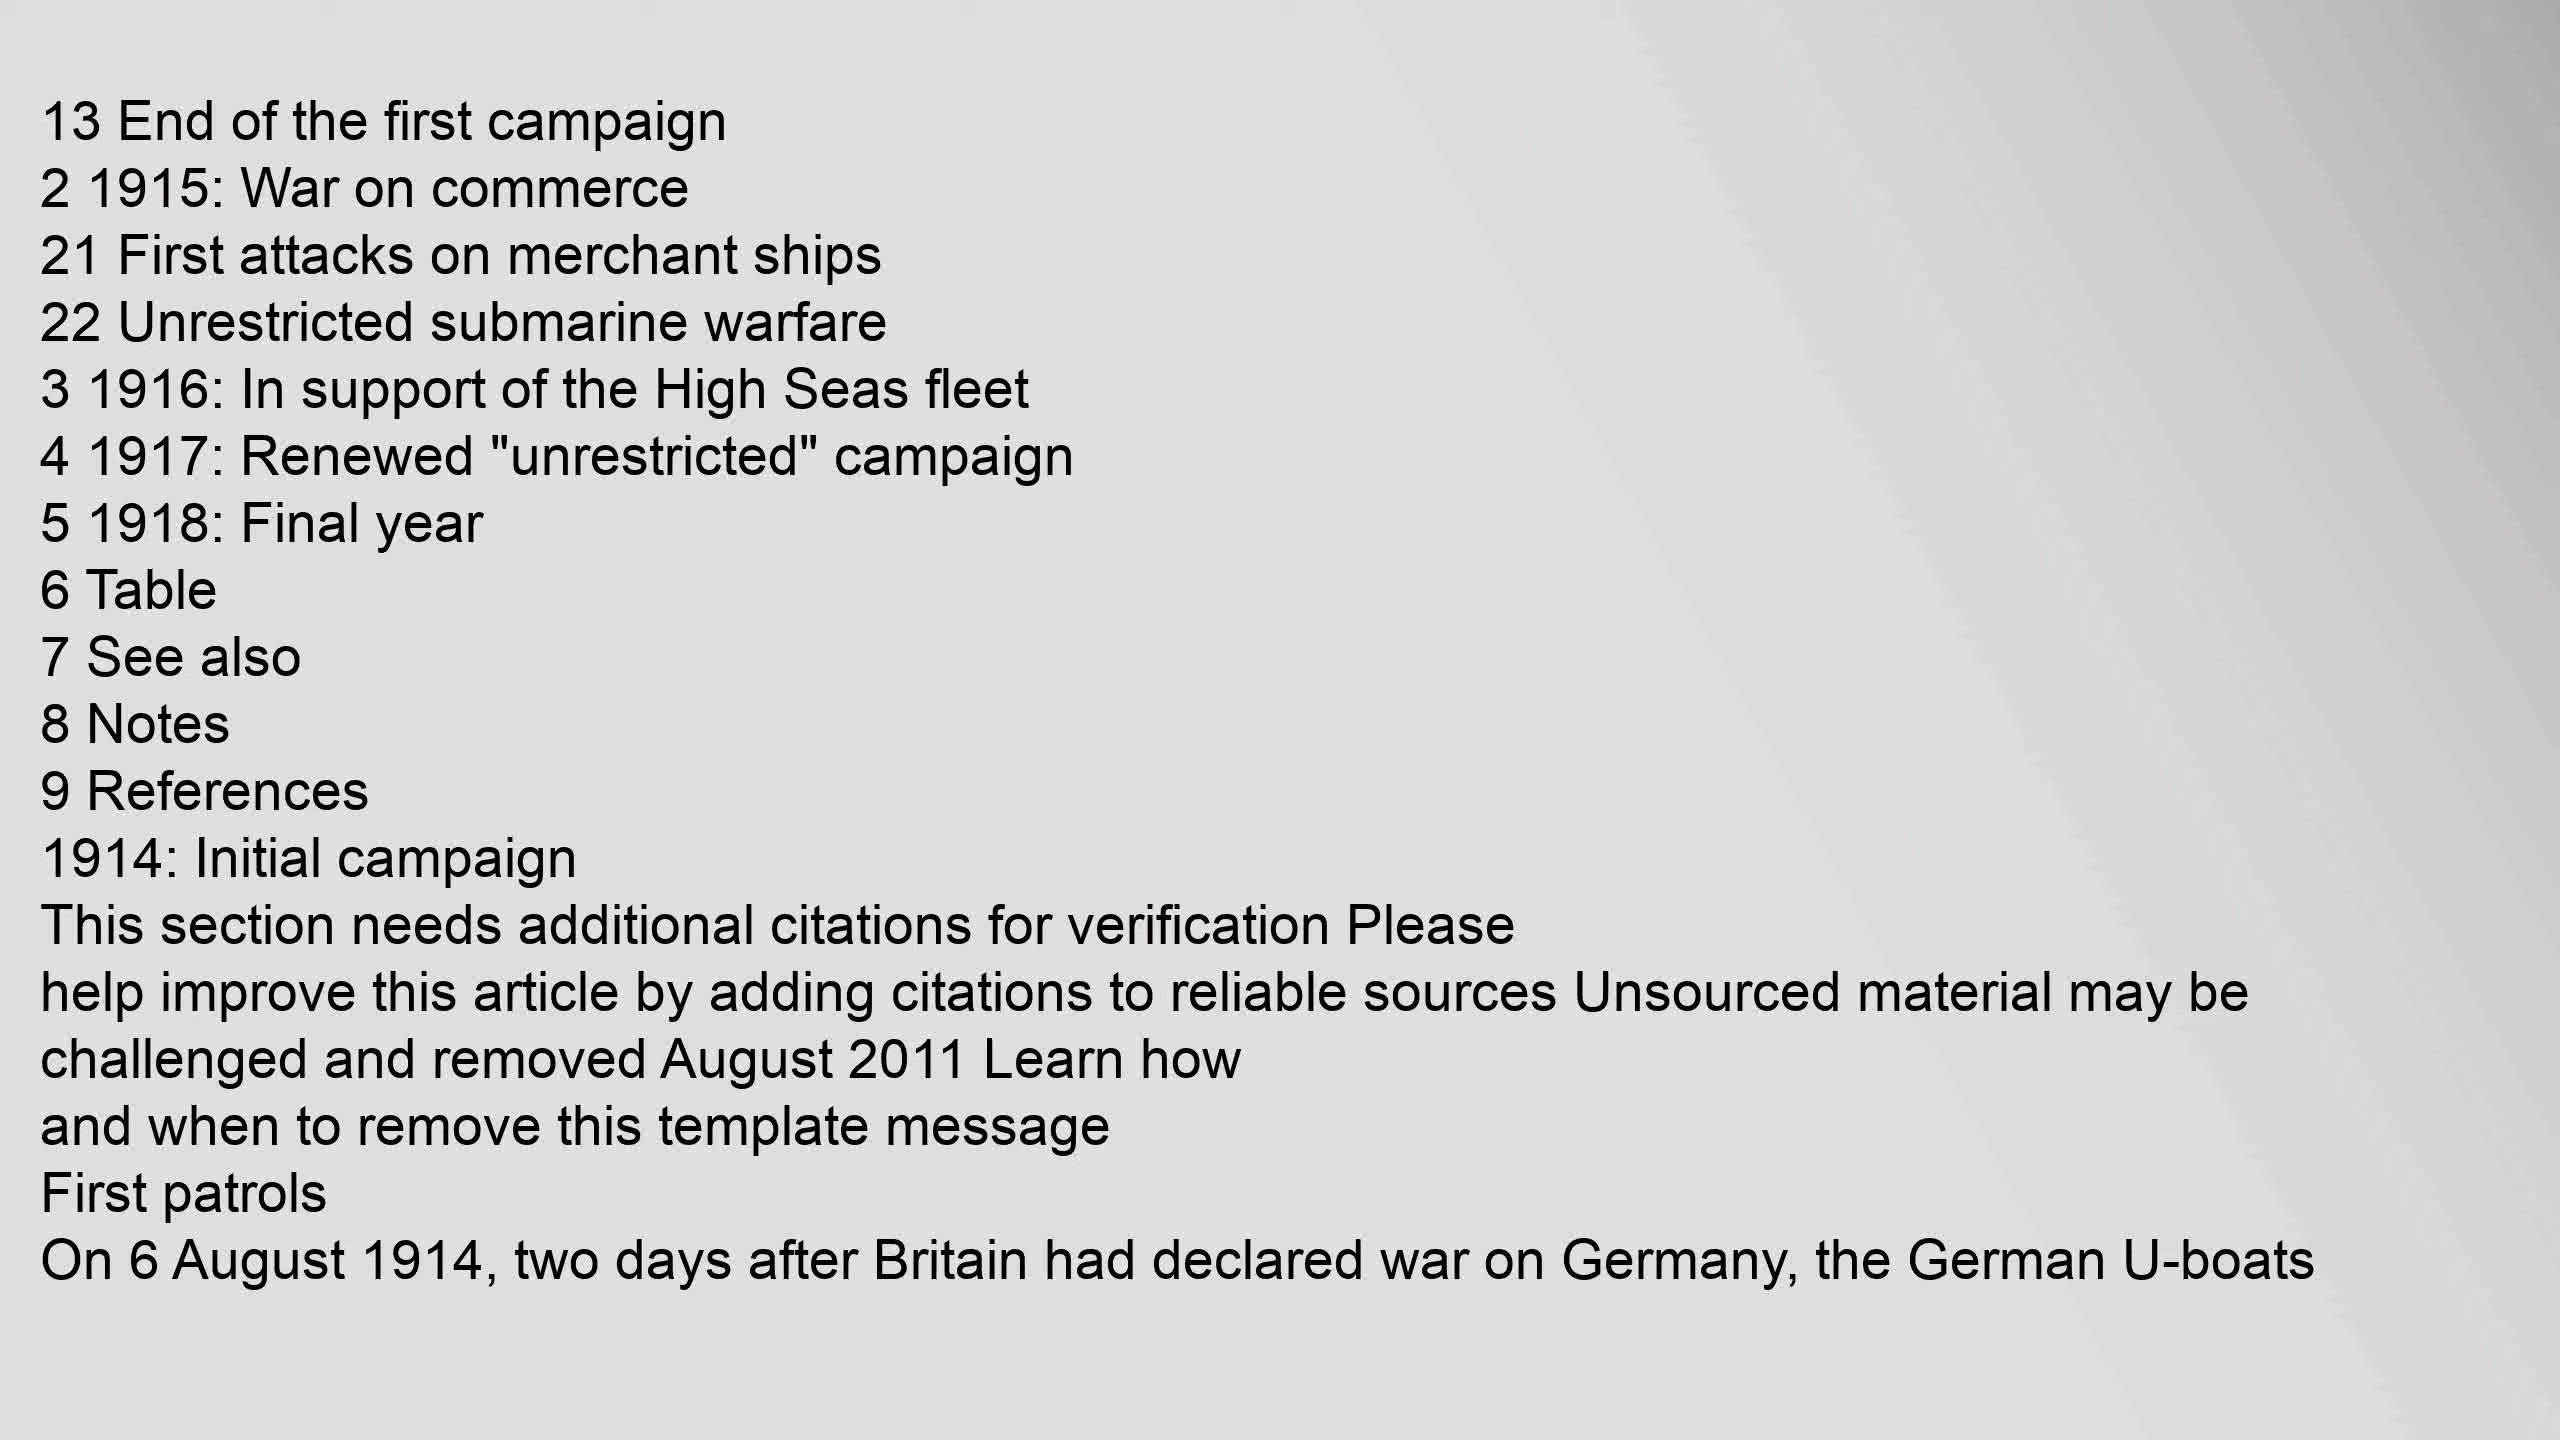 13 End of the first campaign
2 1915: War on commerce
21 First attacks on merchant ships
22 Unrestricted submarine warfare
3 1916: In support of the High Seas fleet
4 1917: Renewed "unrestricted" campaign
5 1918: Final year
6 Table
7 See also
8 Notes
9 References
1914: Initial campaign
This section needs additional citations for verification Please
help improve this article by adding citations to reliable sources Unsourced material may be
challenged and removed August 2011 Learn how
and when to remove this template message
First patrols
On 6 August 1914, two days after Britain had declared war on Germany, the German U-boats